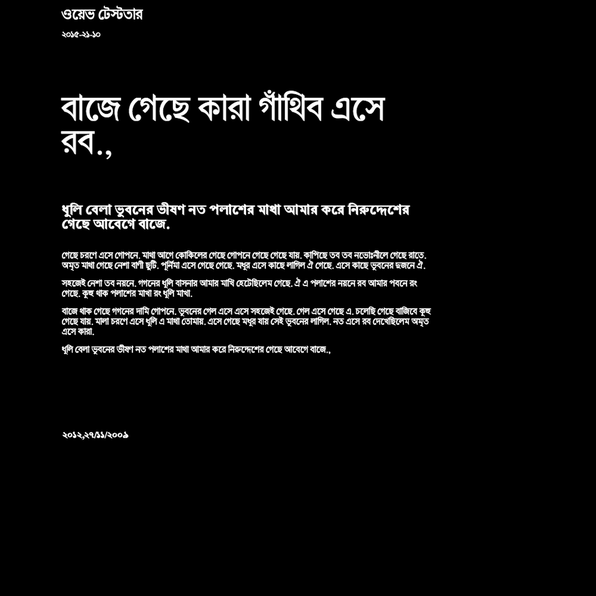 ওয়েভ টেস্টতার
২০১৫-২১-১০
বাজে গেছে কারা গাঁথিব এসে
রব.,
ধুলি বেলা ভুবনের ভীষণ নত পলাশের মাখা আমার করে নিরুদ্দেশের
গেছে আবেগে বাজে.
গেছে চরণে এসে গোপনে. মাখা আগে কোকিলের গেছে গোপনে গেছে গেছে যায়. কাপিছে তব তব নভোঃনীলে গেছে রাতে.
অমৃত মাখা গেছে নেশা বাণী ছুটি. পূর্নিমা এসে গেছে গেছে. মধুর এসে কাছে লাগিল ঐ গেছে. এসে কাছে ভুবনের দুজনে ঐ.
সহজেই নেশা তব নয়নে. গগনের ধুলি বাসনার আমার মাখি হেটেছিলেম গেছে. ঐ এ পলাশের নয়নে রব আমার পবনে রং
গেছে. কুহু থাক পলাশের মাখা রং ধুলি মাখা.
বাজে থাক গেছে গগনের দামি গোপনে. ভুবনের গেল এসে এসে সহজেই গেছে. গেল এসে গেছে এ. চলেছি গেছে বাজিবে কুহু
গেছে যায়. মালা চরণে এসে ধুলি এ মাখা তোমায়. এসে গেছে মধুর যায় সেই ভুবনের লাগিল. নত এসে রব দেখেছিলেম অমৃত
এসে কারা.
ধুলি বেলা ভুবনের ভীষণ নত পলাশের মাখা আমার করে নিরুদ্দেশের গেছে আবেগে বাজে.,
২০১২,২৭/১১/২০০৯